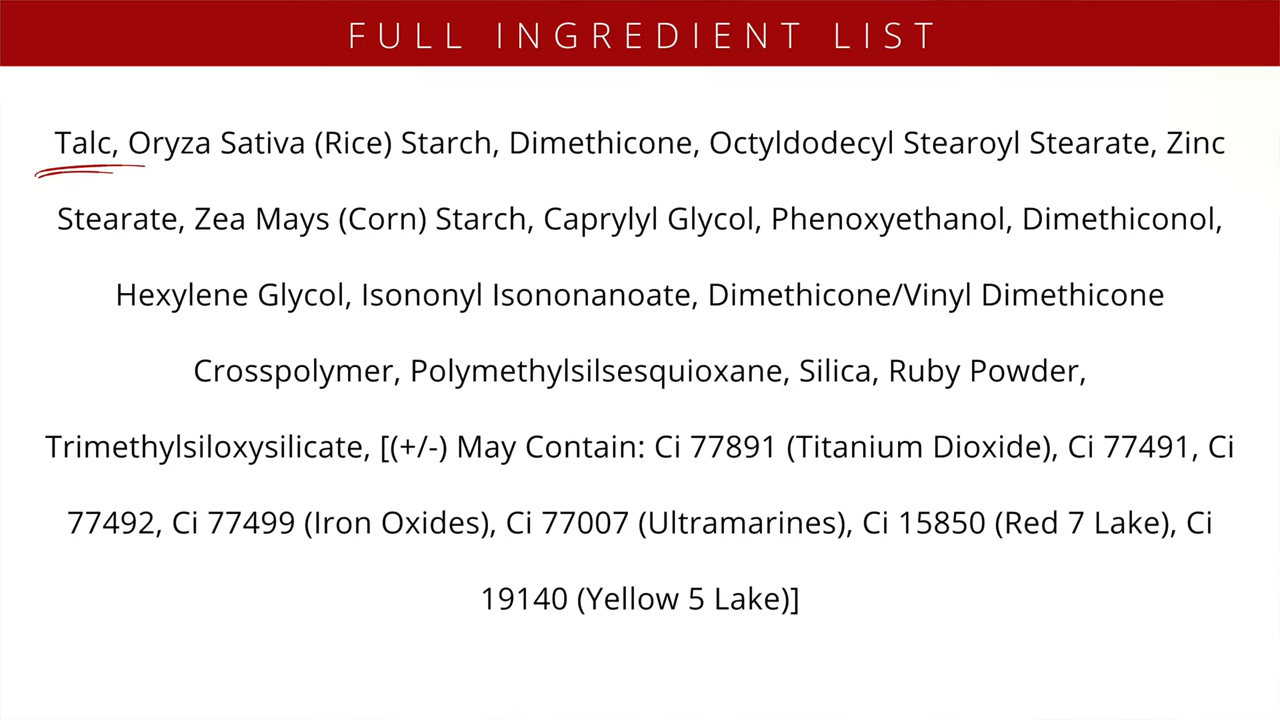 FULL INGREDIENT LIST
Talc, Oryza Sativa (Rice) Starch, Dimethicone, Octyldodecyl Stearoyl Stearate, Zinc
Stearate, Zea Mays (Corn) Starch, Caprylyl Glycol, Phenoxyethanol, Dimethiconol,
Hexylene Glycol, Isononyl Isononanoate, Dimethicone/Vinyl Dimethicone
Crosspolymer, Polymethylsilsesquioxane, Silica, Ruby Powder,
Trimethylsiloxysilicate, [(+/-) May Contain: Ci 77891 (Titanium Dioxide), Ci 77491, Ci
77492, Ci 77499 (Iron Oxides), Ci 77007 (Ultramarines), Ci 15850 (Red 7 Lake), Ci
19140 (Yellow 5 Lake)]